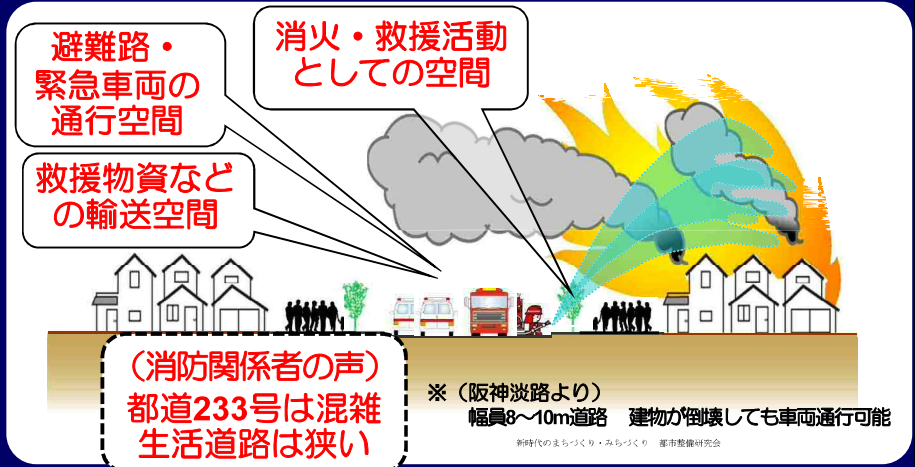 避難路・
緊急車両の
通行空間
消火・救援活動
としての空間
救援物資など
の輸送空間
（消防関係者の声）
都道233号は混雑
生活道路は狭い
※（阪神淡路より）
幅員8～10m道路　建物が倒壊しても車両通行可能
新時代のまちづくり・みちづくり　都市整備研究会